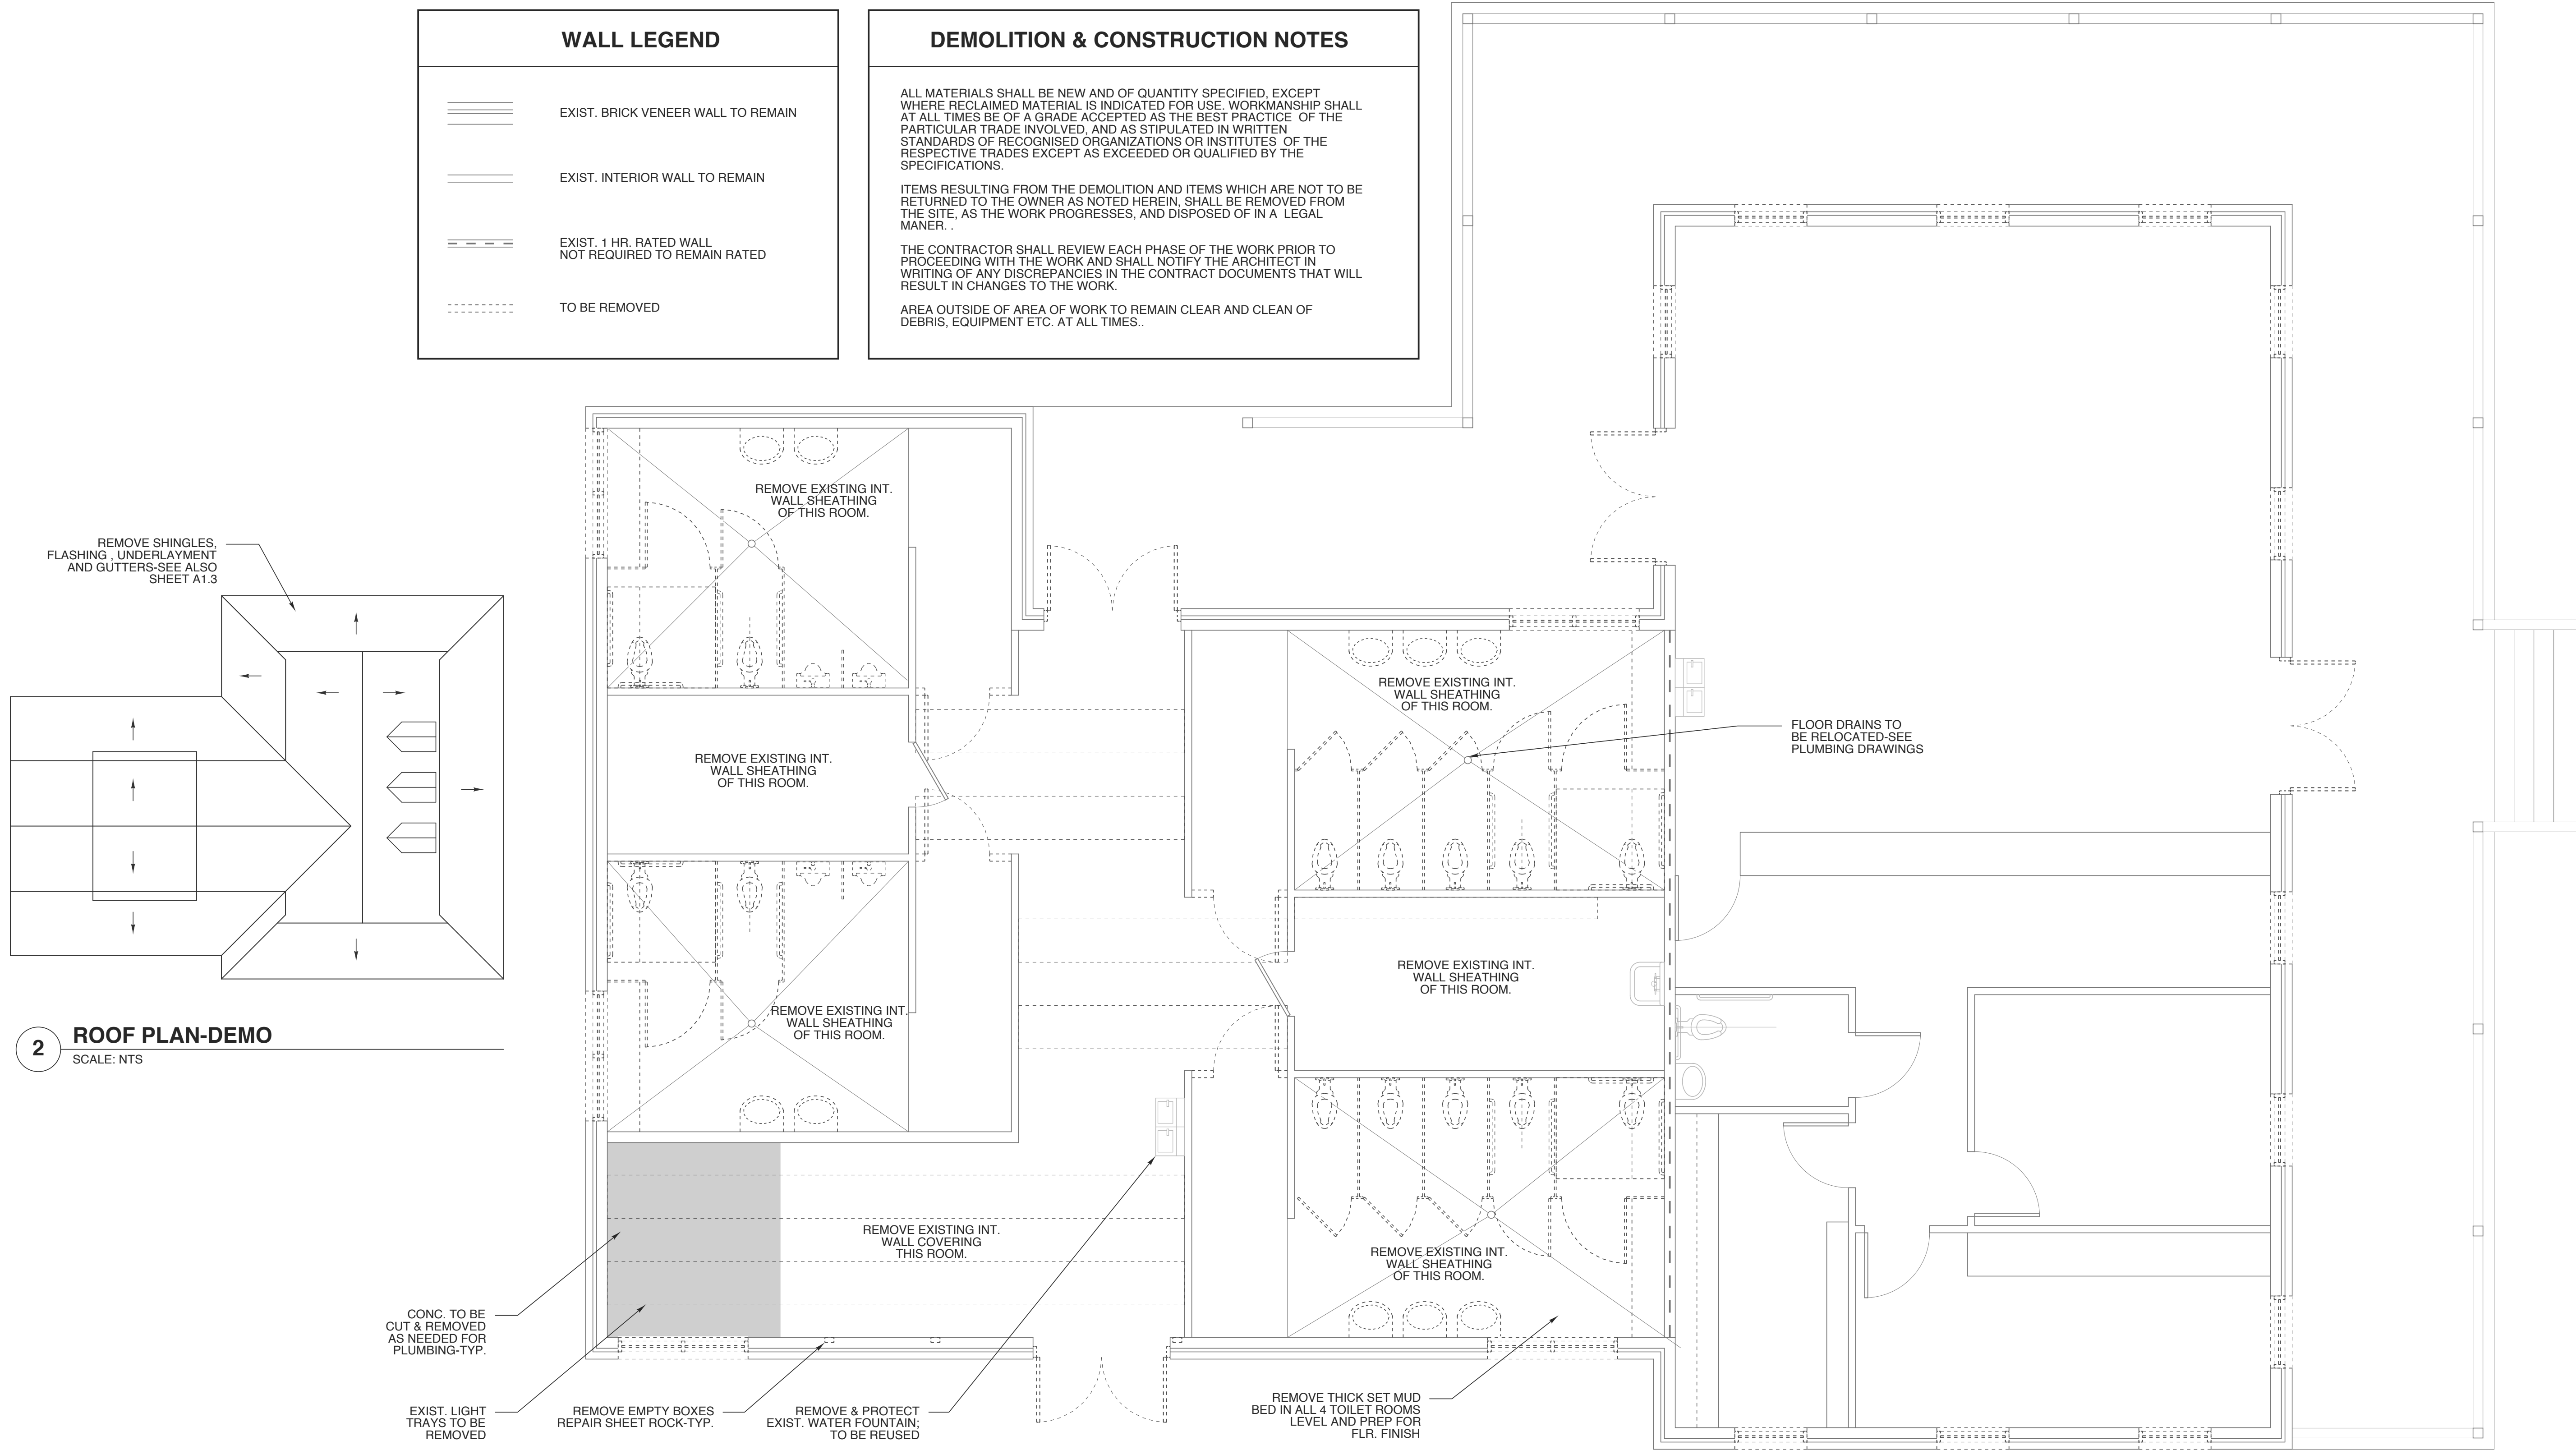 WALL LEGEND
EXIST. BRICK VENEER WALL TO REMAIN
EXIST. INTERIOR WALL TO REMAIN
EXIST. 1 HR. RATED WALL
NOT REQUIRED TO REMAIN RATED
TO BE REMOVED
DEMOLITION & CONSTRUCTION NOTES
ALL MATERIALS SHALL BE NEW AND OF QUANTITY SPECIFIED, EXCEPT
WHERE RECLAIMED MATERIAL IS INDICATED FOR USE. WORKMANSHIP SHALL
AT ALL TIMES BE OF A GRADE ACCEPTED AS THE BEST PRACTICE OF THE
PARTICULAR TRADE INVOLVED, AND AS STIPULATED IN WRITTEN
STANDARDS OF RECOGNISED ORGANIZATIONS OR INSTITUTES OF THE
RESPECTIVE TRADES EXCEPT AS EXCEEDED OR QUALIFIED BY THE
SPECIFICATIONS.
ITEMS RESULTING FROM THE DEMOLITION AND ITEMS WHICH ARE NOT TO BE
RETURNED TO THE OWNER AS NOTED HEREIN, SHALL BE REMOVED FROM
THE SITE, AS THE WORK PROGRESSES, AND DISPOSED OF IN A LEGAL
MANER. .
THE CONTRACTOR SHALL REVIEW EACH PHASE OF THE WORK PRIOR TO
PROCEEDING WITH THE WORK AND SHALL NOTIFY THE ARCHITECT IN
WRITING OF ANY DISCREPANCIES IN THE CONTRACT DOCUMENTS THAT WILL
RESULT IN CHANGES TO THE WORK.
AREA OUTSIDE OF AREA OF WORK TO REMAIN CLEAR AND CLEAN OF
DEBRIS, EQUIPMENT ETC. AT ALL TIMES..
REMOVE EXISTING INT.
WALL SHEATHING
OF THIS ROOM.
REMOVE SHINGLES,
FLASHING , UNDERLAYMENT
AND GUTTERS-SEE ALSO
SHEET A1.3
REMOVE EXISTING INT.
WALL SHEATHING
OF THIS ROOM.
FLOOR DRAINS TO
BE RELOCATED-SEE
PLUMBING DRAWINGS
REMOVE EXISTING INT.
WALL SHEATHING
OF THIS ROOM.
REMOVE EXISTING INT.
WALL SHEATHING
OF THIS ROOM.
REMOVE EXISTING INT.
WALL SHEATHING
OF THIS ROOM.
2
ROOF PLAN-DEMO
SCALE: NTS
REMOVE EXISTING INT.
WALL COVERING
THIS ROOM.
REMOVE EXISTING INT.
WALL SHEATHING
OF THIS ROOM.
CONC. TO BE
CUT & REMOVED
AS NEEDED FOR
PLUMBING-TYP.
EXIST. LIGHT
TRAYS TO BE
REMOVED
REMOVE EMPTY BOXES
REPAIR SHEET ROCK-TYP.
REMOVE & PROTECT
EXIST. WATER FOUNTAIN;
TO BE REUSED
REMOVE THICK SET MUD
BED IN ALL 4 TOILET ROOMS
LEVEL AND PREP FOR
FLR. FINISH